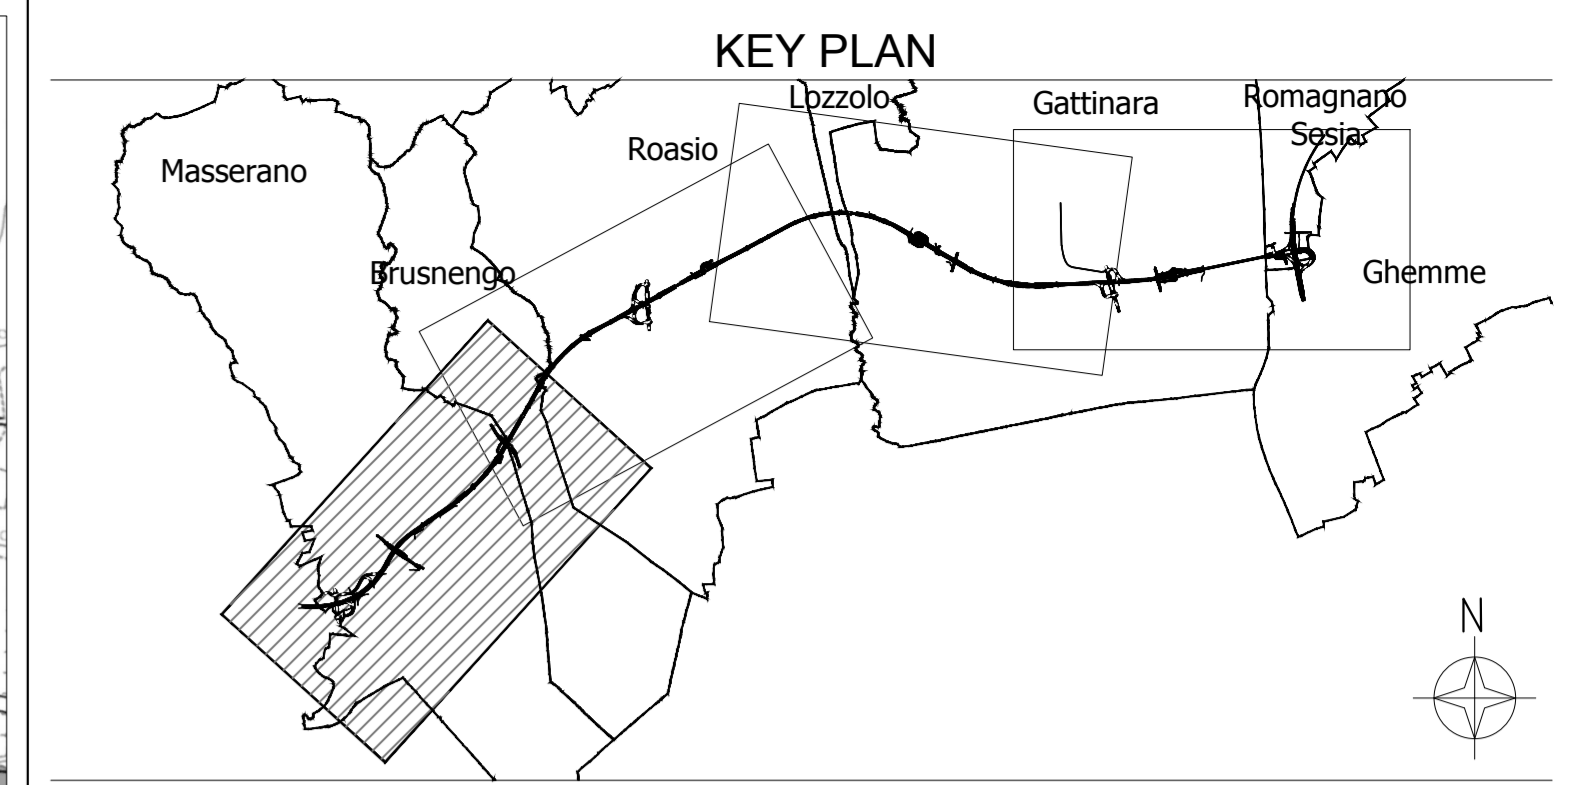 KEY PLAN
Lozzolo
Gattinara
Romagnano
Sesia
Roasio
Masserano
Brusnengo
Ghemme
N